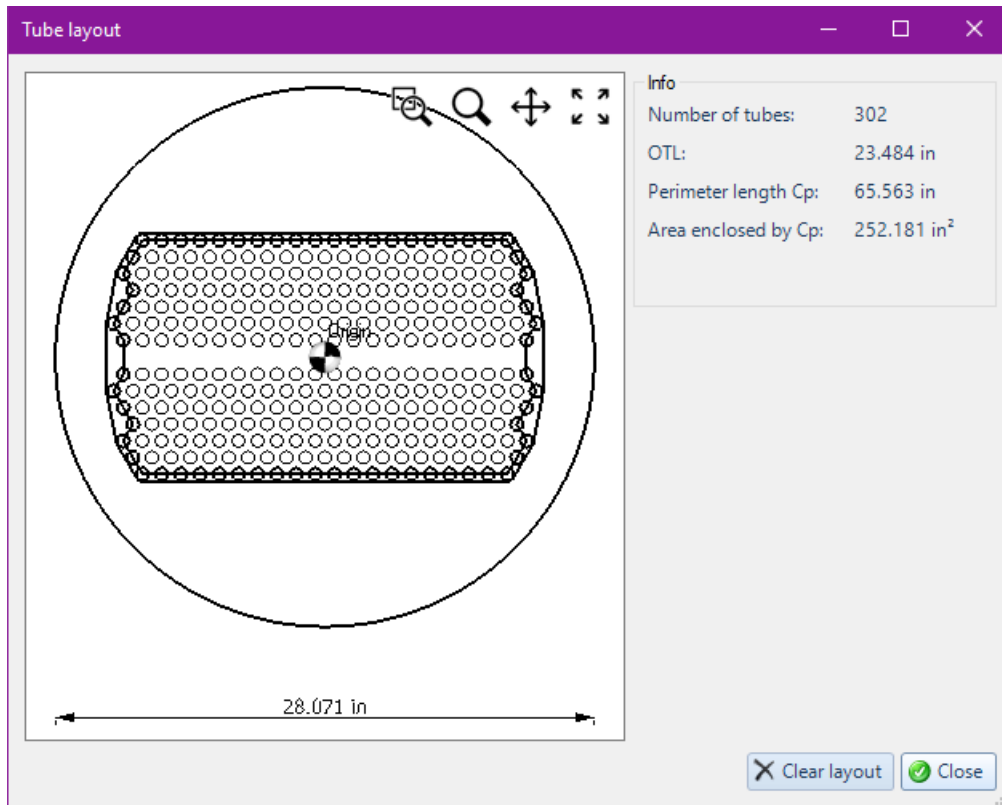 Tube layout
Info
Number of tubes: 302
OTL: 23.484 in
Perimeter length Cp: 65.563 in
Area enclosed by Cp: 252.181 in²
Origin
28.071 in
Clear layout
Close